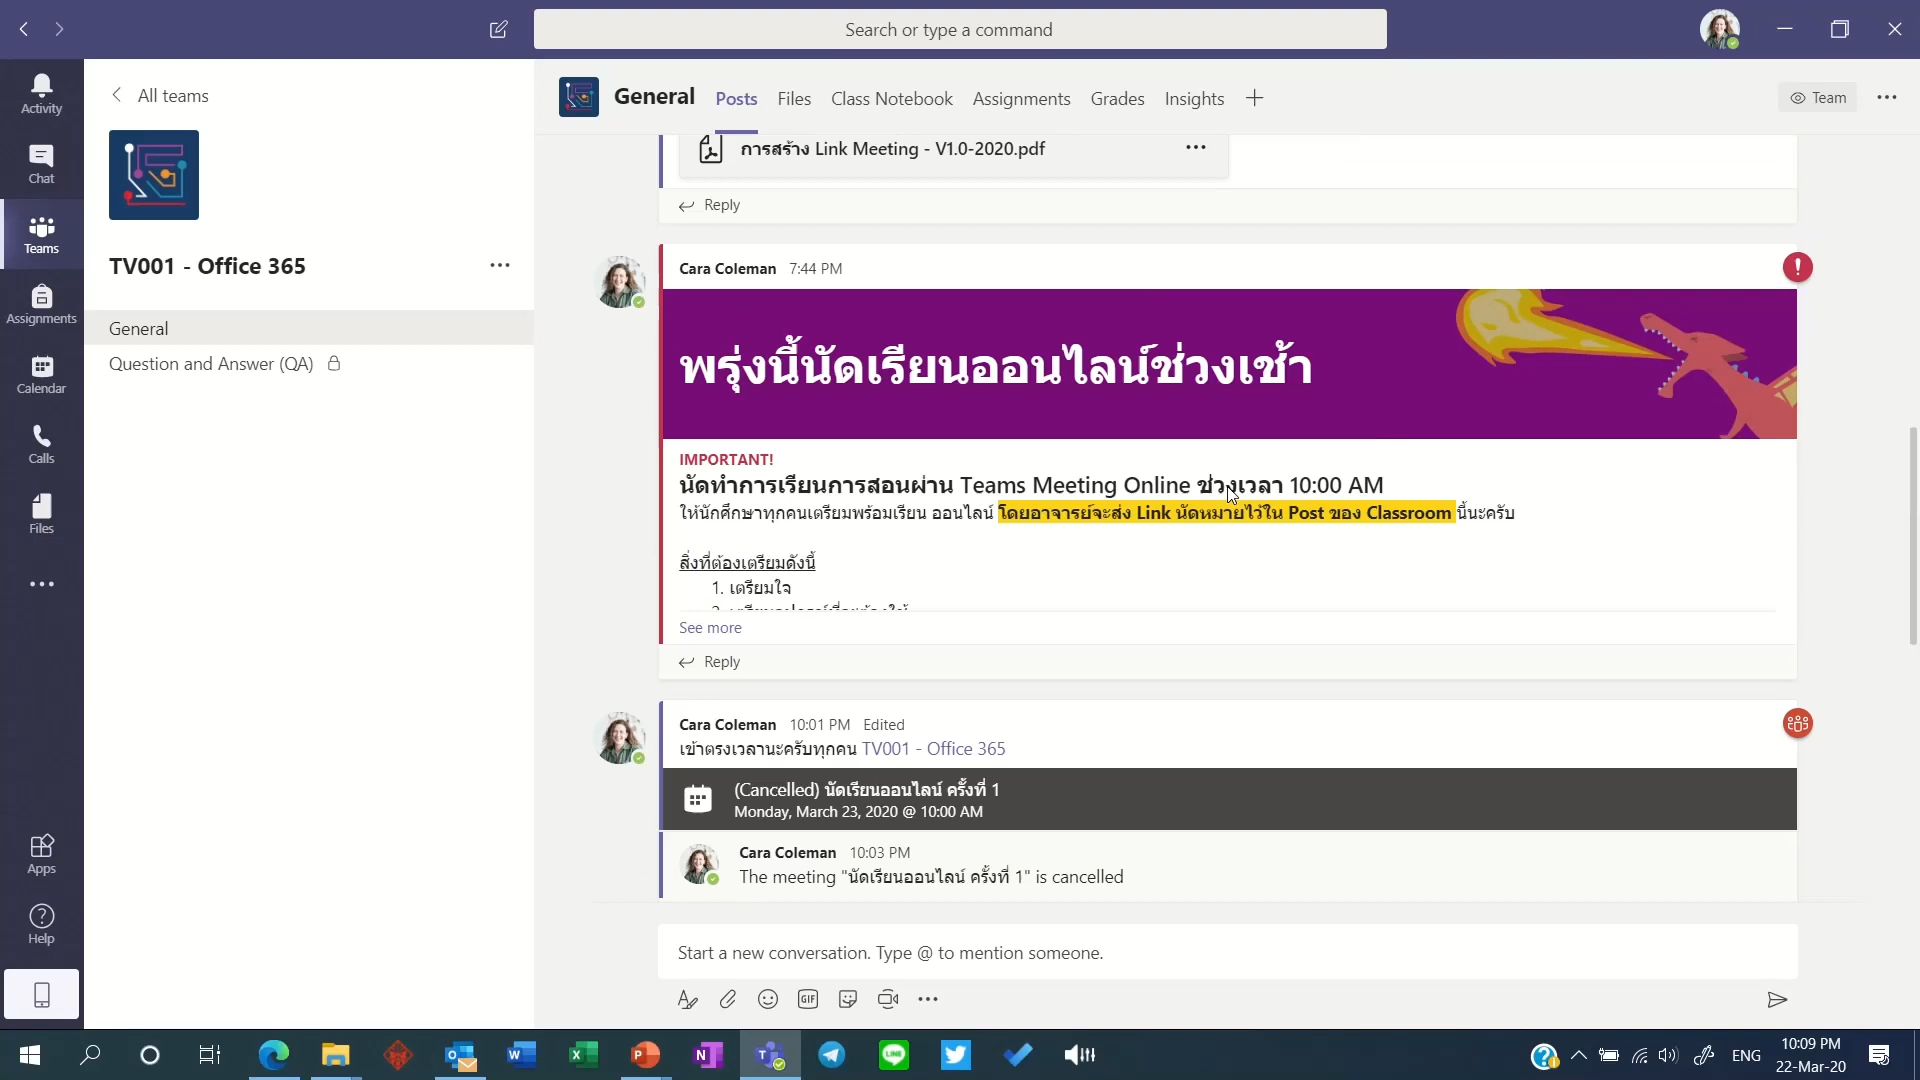 Search or type a command
Activity
Chat
Teams
Assignments
Calendar
Calls
Files
Apps
Help
All teams
TV001 - Office 365
General
Question and Answer (QA)
General
Posts
Files
Class Notebook
Assignments
Grades
Insights
Team
การสร้าง Link Meeting - V1.0-2020.pdf
Reply
Cara Coleman 7:44 PM
พรุ่งนี้นัดเรียนออนไลน์ช่วงเช้า
IMPORTANT!
นัดทำการเรียนการสอนผ่าน Teams Meeting Online ช่วงเวลา 10:00 AM
ให้นักศึกษาทุกคนเตรียมพร้อมเรียน ออนไลน์ โดยอาจารย์จะส่ง Link นัดหมายไว้ใน Post ของ Classroom นี้นะครับ
สิ่งที่ต้องเตรียมดังนี้
1. เตรียมใจ
See more
Reply
Cara Coleman 10:01 PM Edited
เข้าตรงเวลานะครับทุกคน TV001 - Office 365
(Cancelled) นัดเรียนออนไลน์ ครั้งที่ 1
Monday, March 23, 2020 @ 10:00 AM
Cara Coleman 10:03 PM
The meeting "นัดเรียนออนไลน์ ครั้งที่ 1" is cancelled
Start a new conversation. Type @ to mention someone.
GIF
ENG
10:09 PM
22-Mar-20